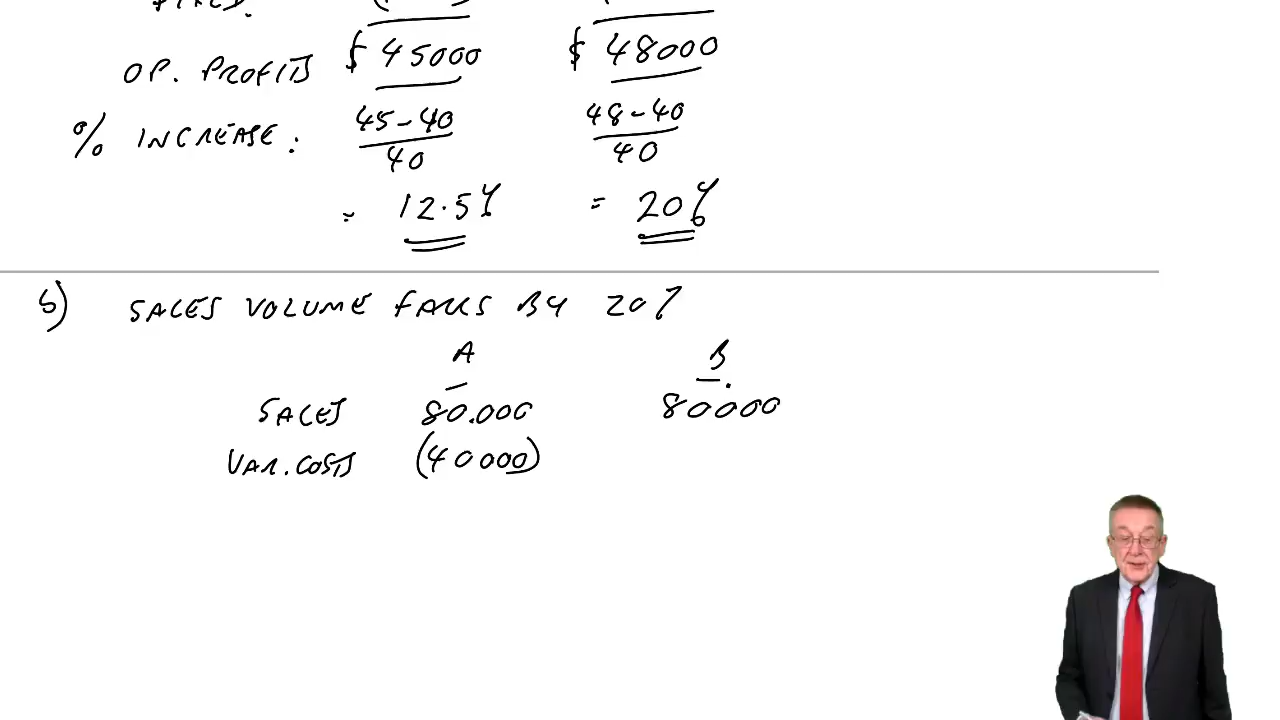 FIXED.
OP. PROFITS $ 45000 $ 48000
% INCREASE: 45-40 48-40
40 40
= 12.5% = 20%
b) SALES VOLUME FALLS BY 20%
A B.
SALES 80.000 80000
VAR. COSTS (40000)